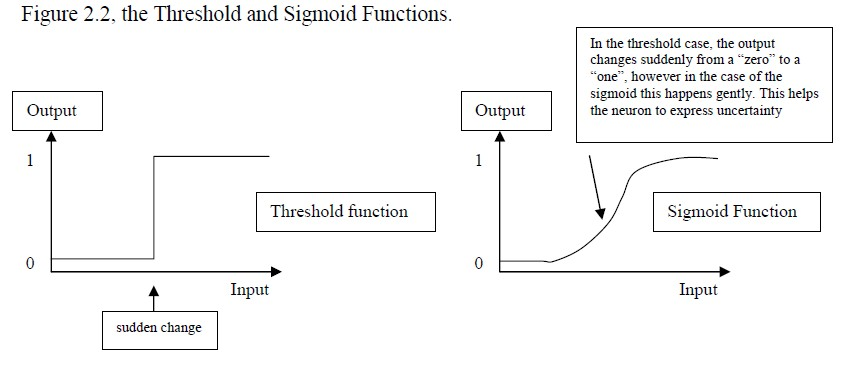 Figure 2.2, the Threshold and Sigmoid Functions.
In the threshold case, the output
changes suddenly from a “zero” to a
“one”, however in the case of the
sigmoid this happens gently. This helps
the neuron to express uncertainty
Output
1
0
Threshold function
Input
sudden change
Output
1
0
Sigmoid Function
Input